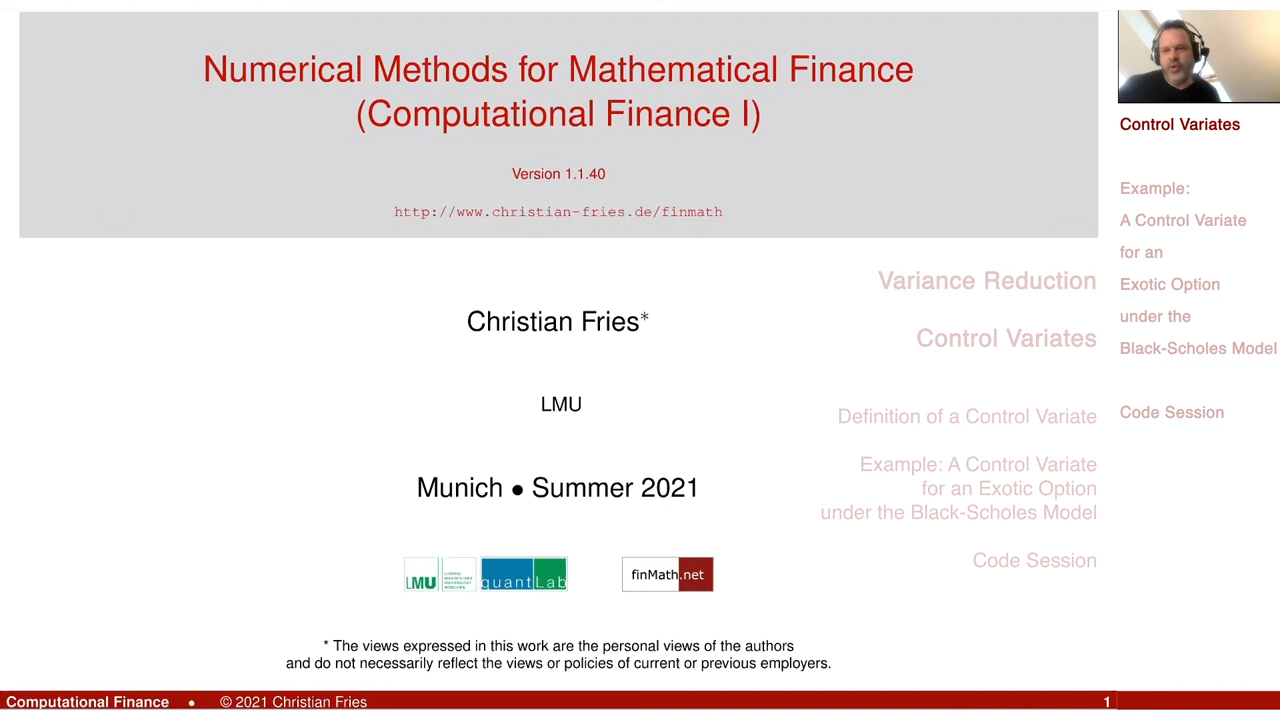 Numerical Methods for Mathematical Finance
(Computational Finance I)
Version 1.1.40
http://www.christian-fries.de/finmath
Christian Fries*
LMU
Munich • Summer 2021
LMU
quantLab
finMath.net
* The views expressed in this work are the personal views of the authors
and do not necessarily reflect the views or policies of current or previous employers.
Variance Reduction
Control Variates
Definition of a Control Variate
Example: A Control Variate
for an Exotic Option
under the Black-Scholes Model
Code Session
Control Variates
Example:
A Control Variate
for an
Exotic Option
under the
Black-Scholes Model
Code Session
Computational Finance • © 2021 Christian Fries
1